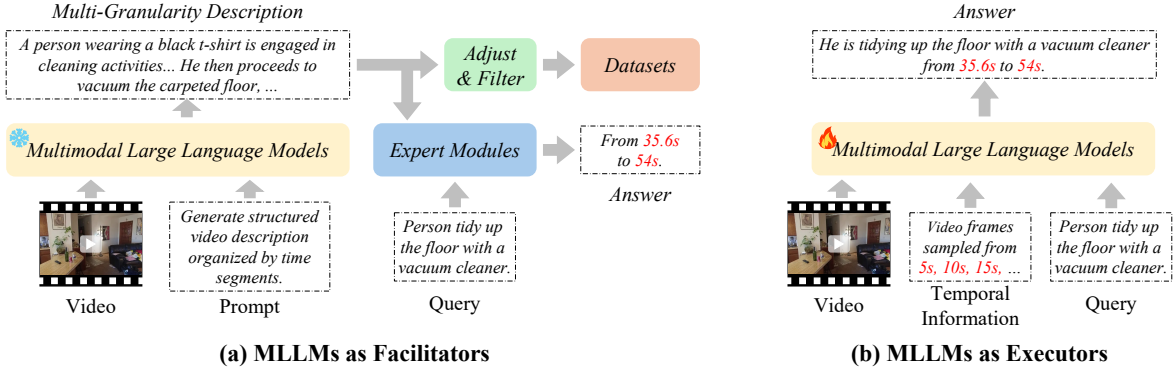 Multi-Granularity Description
A person wearing a black t-shirt is engaged in
cleaning activities... He then proceeds to
vacuum the carpeted floor, ...
Adjust
& Filter
Datasets
Multimodal Large Language Models
Expert Modules
From 35.6s
to 54s.
Answer
Generate structured
video description
organized by time
segments.
Person tidy up
the floor with a
vacuum cleaner.
Video
Prompt
Query
(a) MLLMs as Facilitators
Answer
He is tidying up the floor with a vacuum cleaner
from 35.6s to 54s.
Multimodal Large Language Models
Video frames
sampled from
5s, 10s, 15s, ...
Person tidy up
the floor with a
vacuum cleaner.
Video
Temporal
Information
Query
(b) MLLMs as Executors